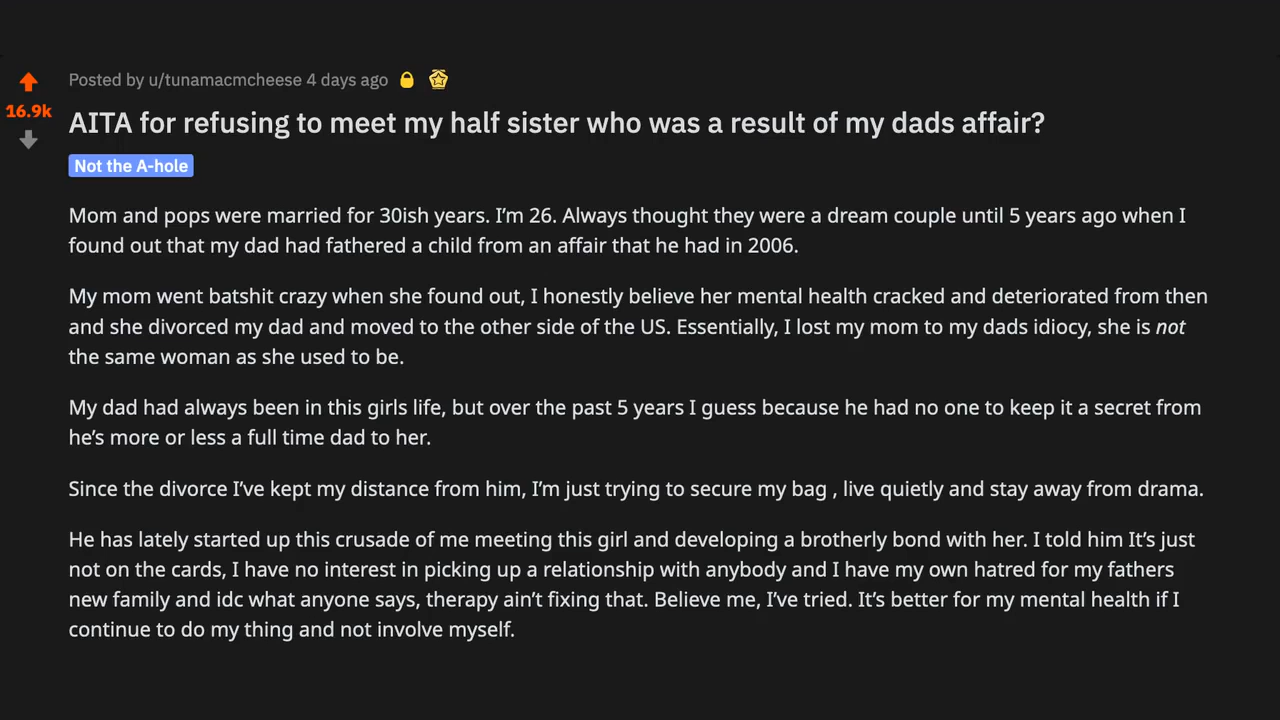 Posted by u/tunamacmcheese 4 days ago
16.9k
AITA for refusing to meet my half sister who was a result of my dads affair?
Not the A-hole
Mom and pops were married for 30ish years. I'm 26. Always thought they were a dream couple until 5 years ago when I
found out that my dad had fathered a child from an affair that he had in 2006.
My mom went batshit crazy when she found out, I honestly believe her mental health cracked and deteriorated from then
and she divorced my dad and moved to the other side of the US. Essentially, I lost my mom to my dads idiocy, she is not
the same woman as she used to be.
My dad had always been in this girls life, but over the past 5 years I guess because he had no one to keep it a secret from
he's more or less a full time dad to her.
Since the divorce I've kept my distance from him, I'm just trying to secure my bag , live quietly and stay away from drama.
He has lately started up this crusade of me meeting this girl and developing a brotherly bond with her. I told him It's just
not on the cards, I have no interest in picking up a relationship with anybody and I have my own hatred for my fathers
new family and idc what anyone says, therapy ain't fixing that. Believe me, I've tried. It's better for my mental health if I
continue to do my thing and not involve myself.